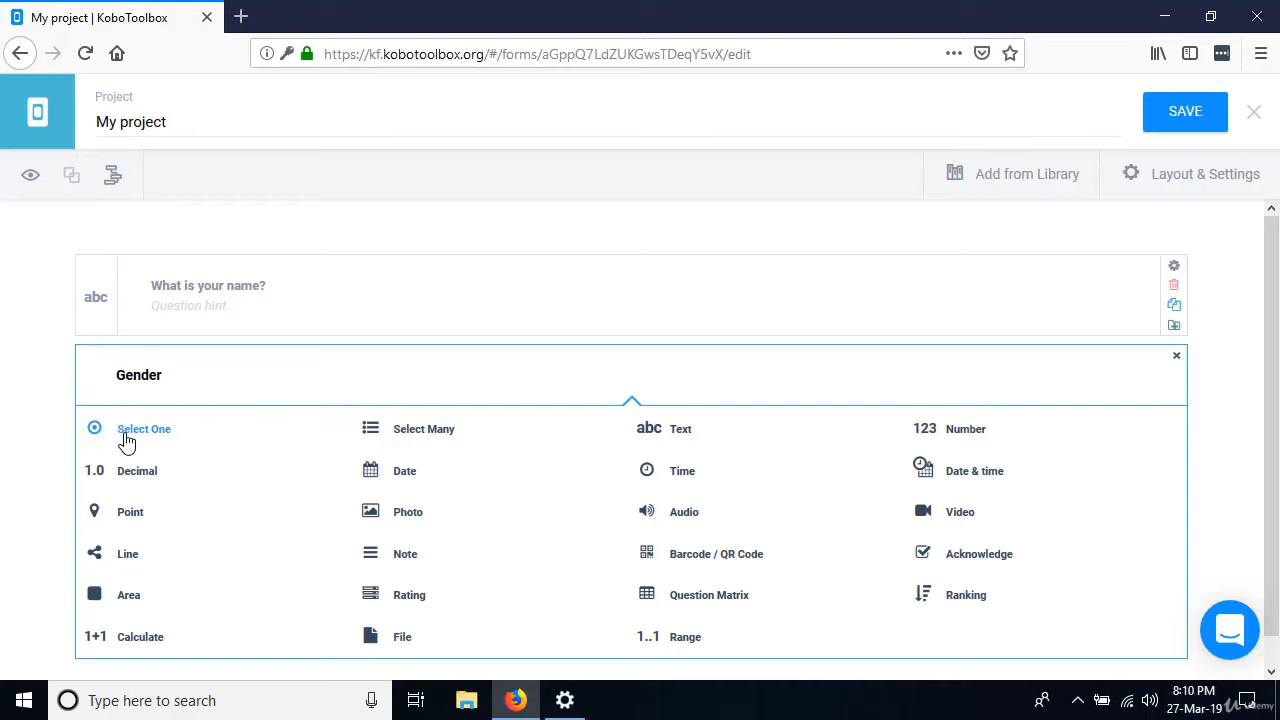 My project | KoboToolbox
https://kf.kobotoolbox.org/#/forms/aGppQ7LdZUKGwsTDeqY5vX/edit
Project
My project
SAVE
Add from Library
Layout & Settings
abc
What is your name?
Question hint
Gender
Select One
Select Many
abc Text
123 Number
1.0 Decimal
Date
Time
Date & time
Point
Photo
Audio
Video
Line
Note
Barcode / QR Code
Acknowledge
Area
Rating
Question Matrix
Ranking
1+1 Calculate
File
1..1 Range
Type here to search
8:10 PM
27-Mar-19
Udemy